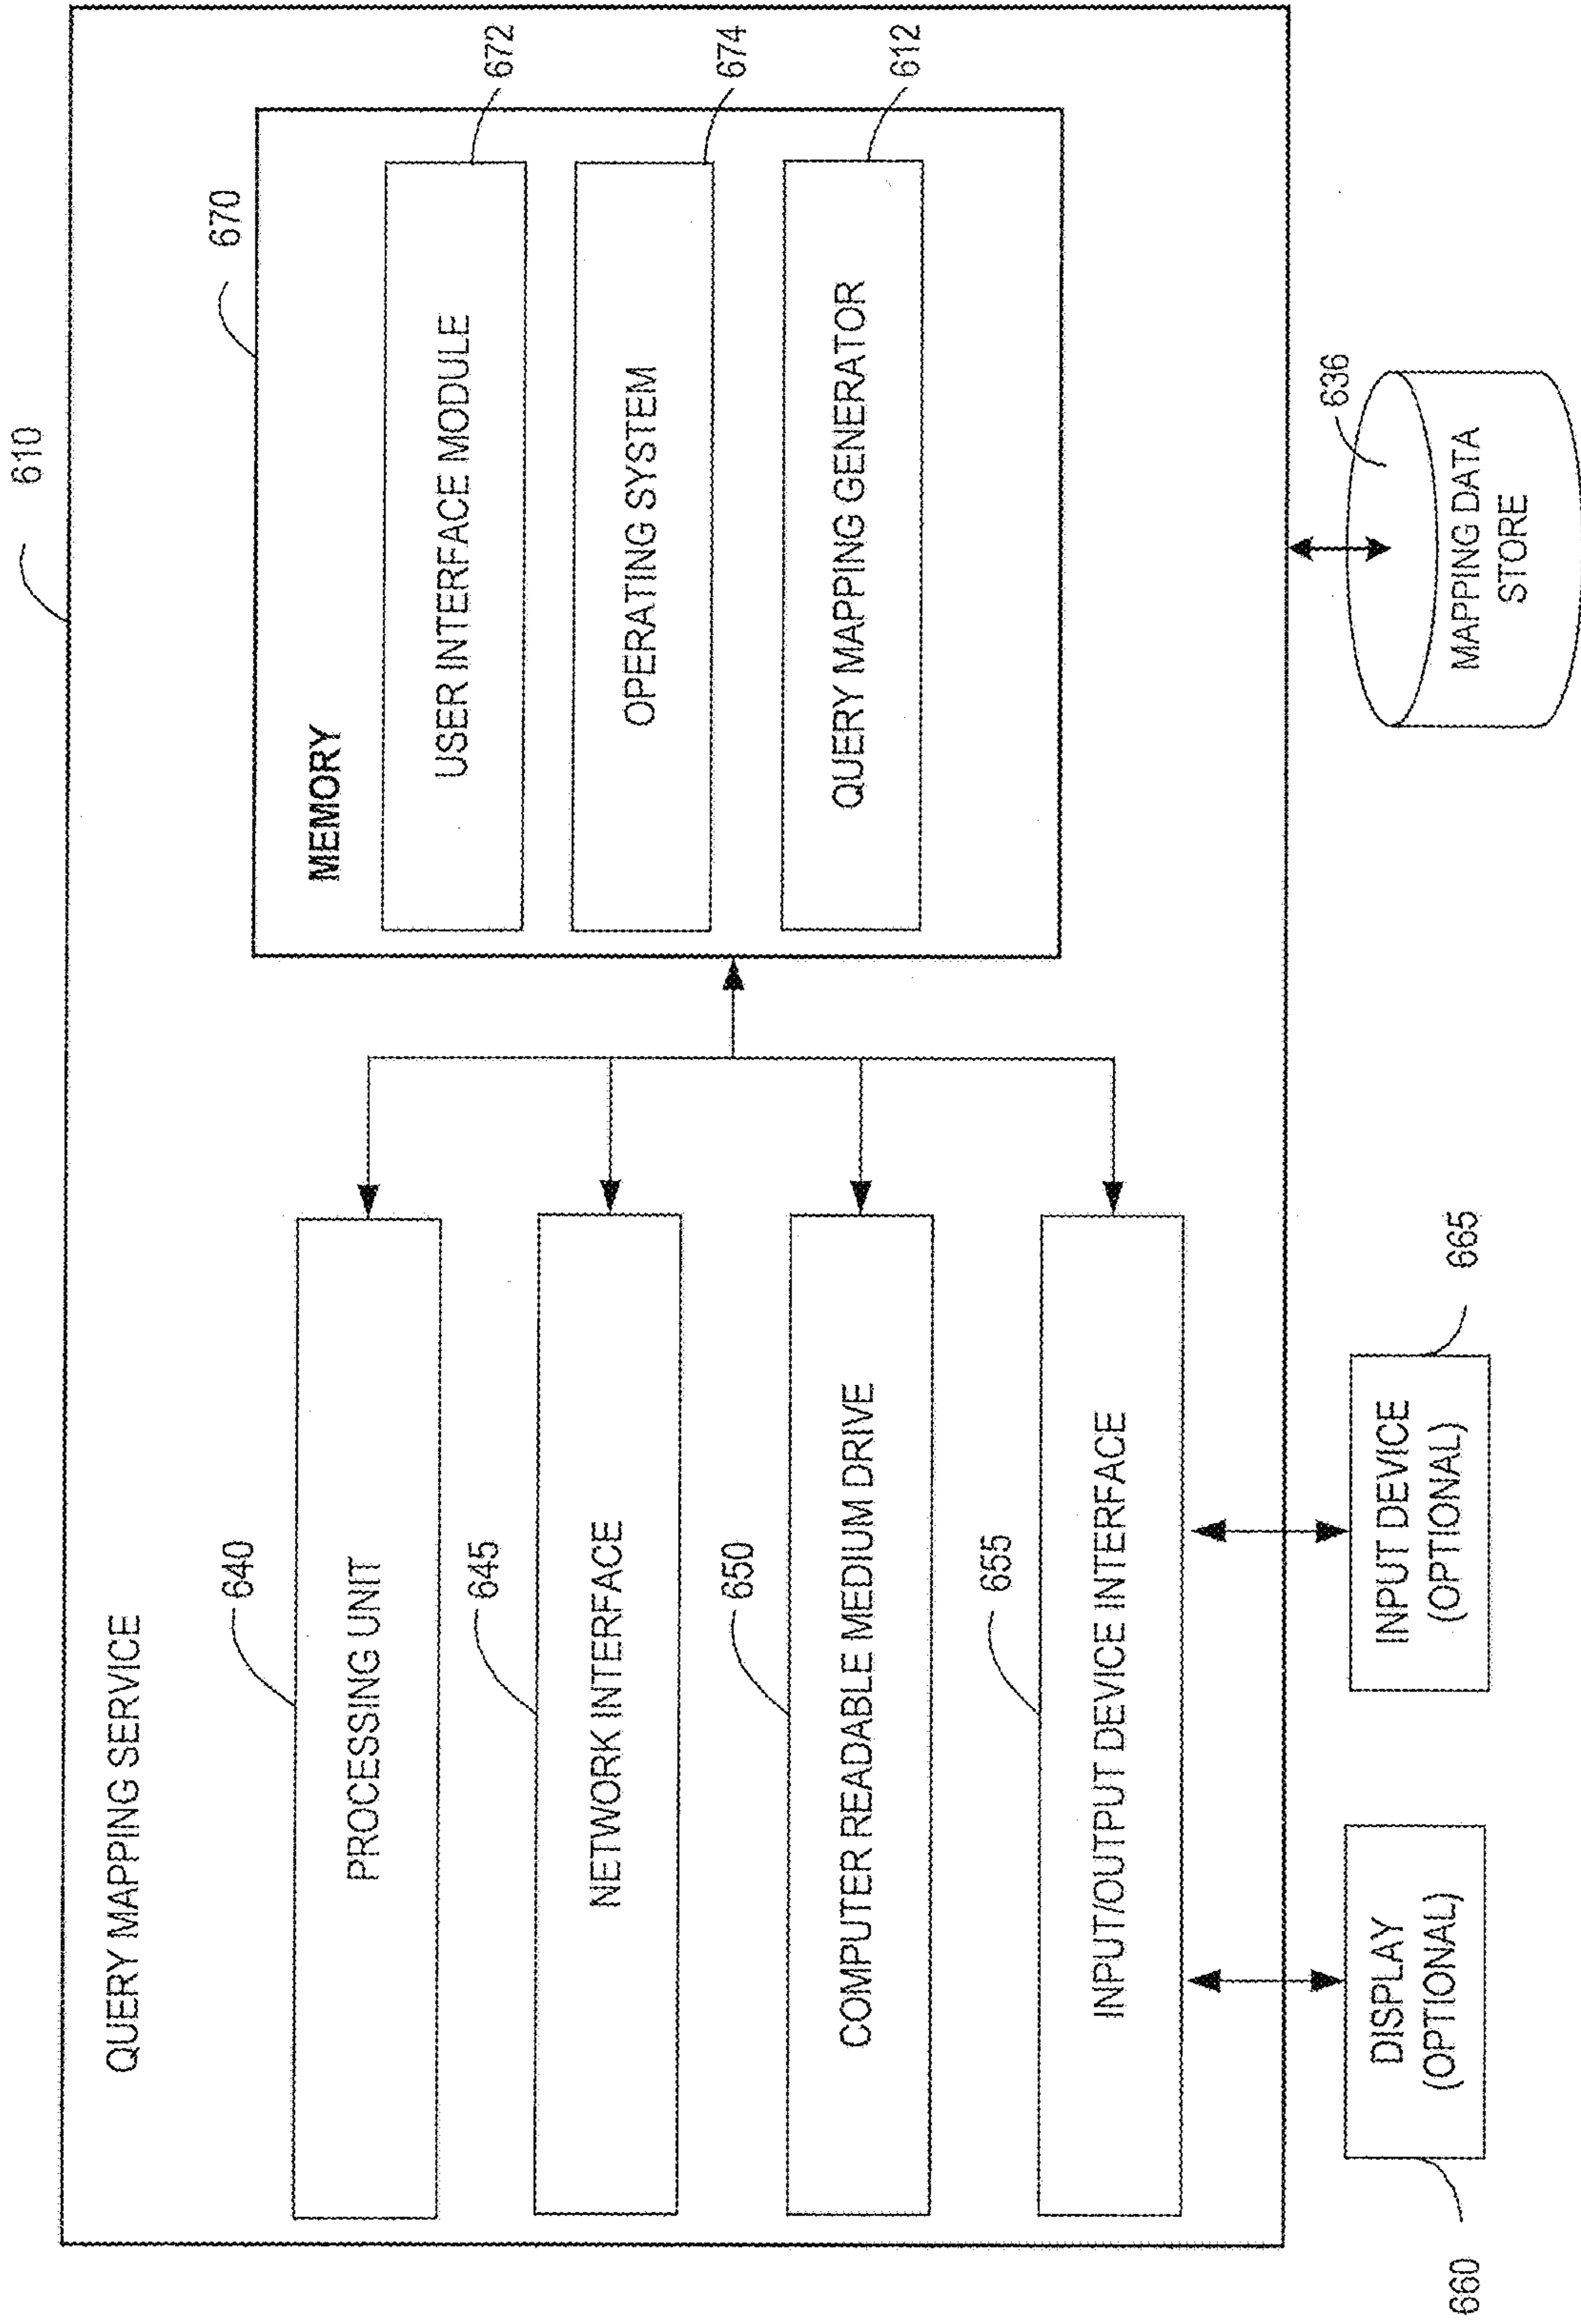 610
QUERY MAPPING SERVICE
640
PROCESSING UNIT
645
NETWORK INTERFACE
650
COMPUTER READABLE MEDIUM DRIVE
655
INPUT/OUTPUT DEVICE INTERFACE
670
MEMORY
USER INTERFACE MODULE
672
OPERATING SYSTEM
674
QUERY MAPPING GENERATOR
612
660
DISPLAY
(OPTIONAL)
INPUT DEVICE
(OPTIONAL)
665
636
MAPPING DATA
STORE